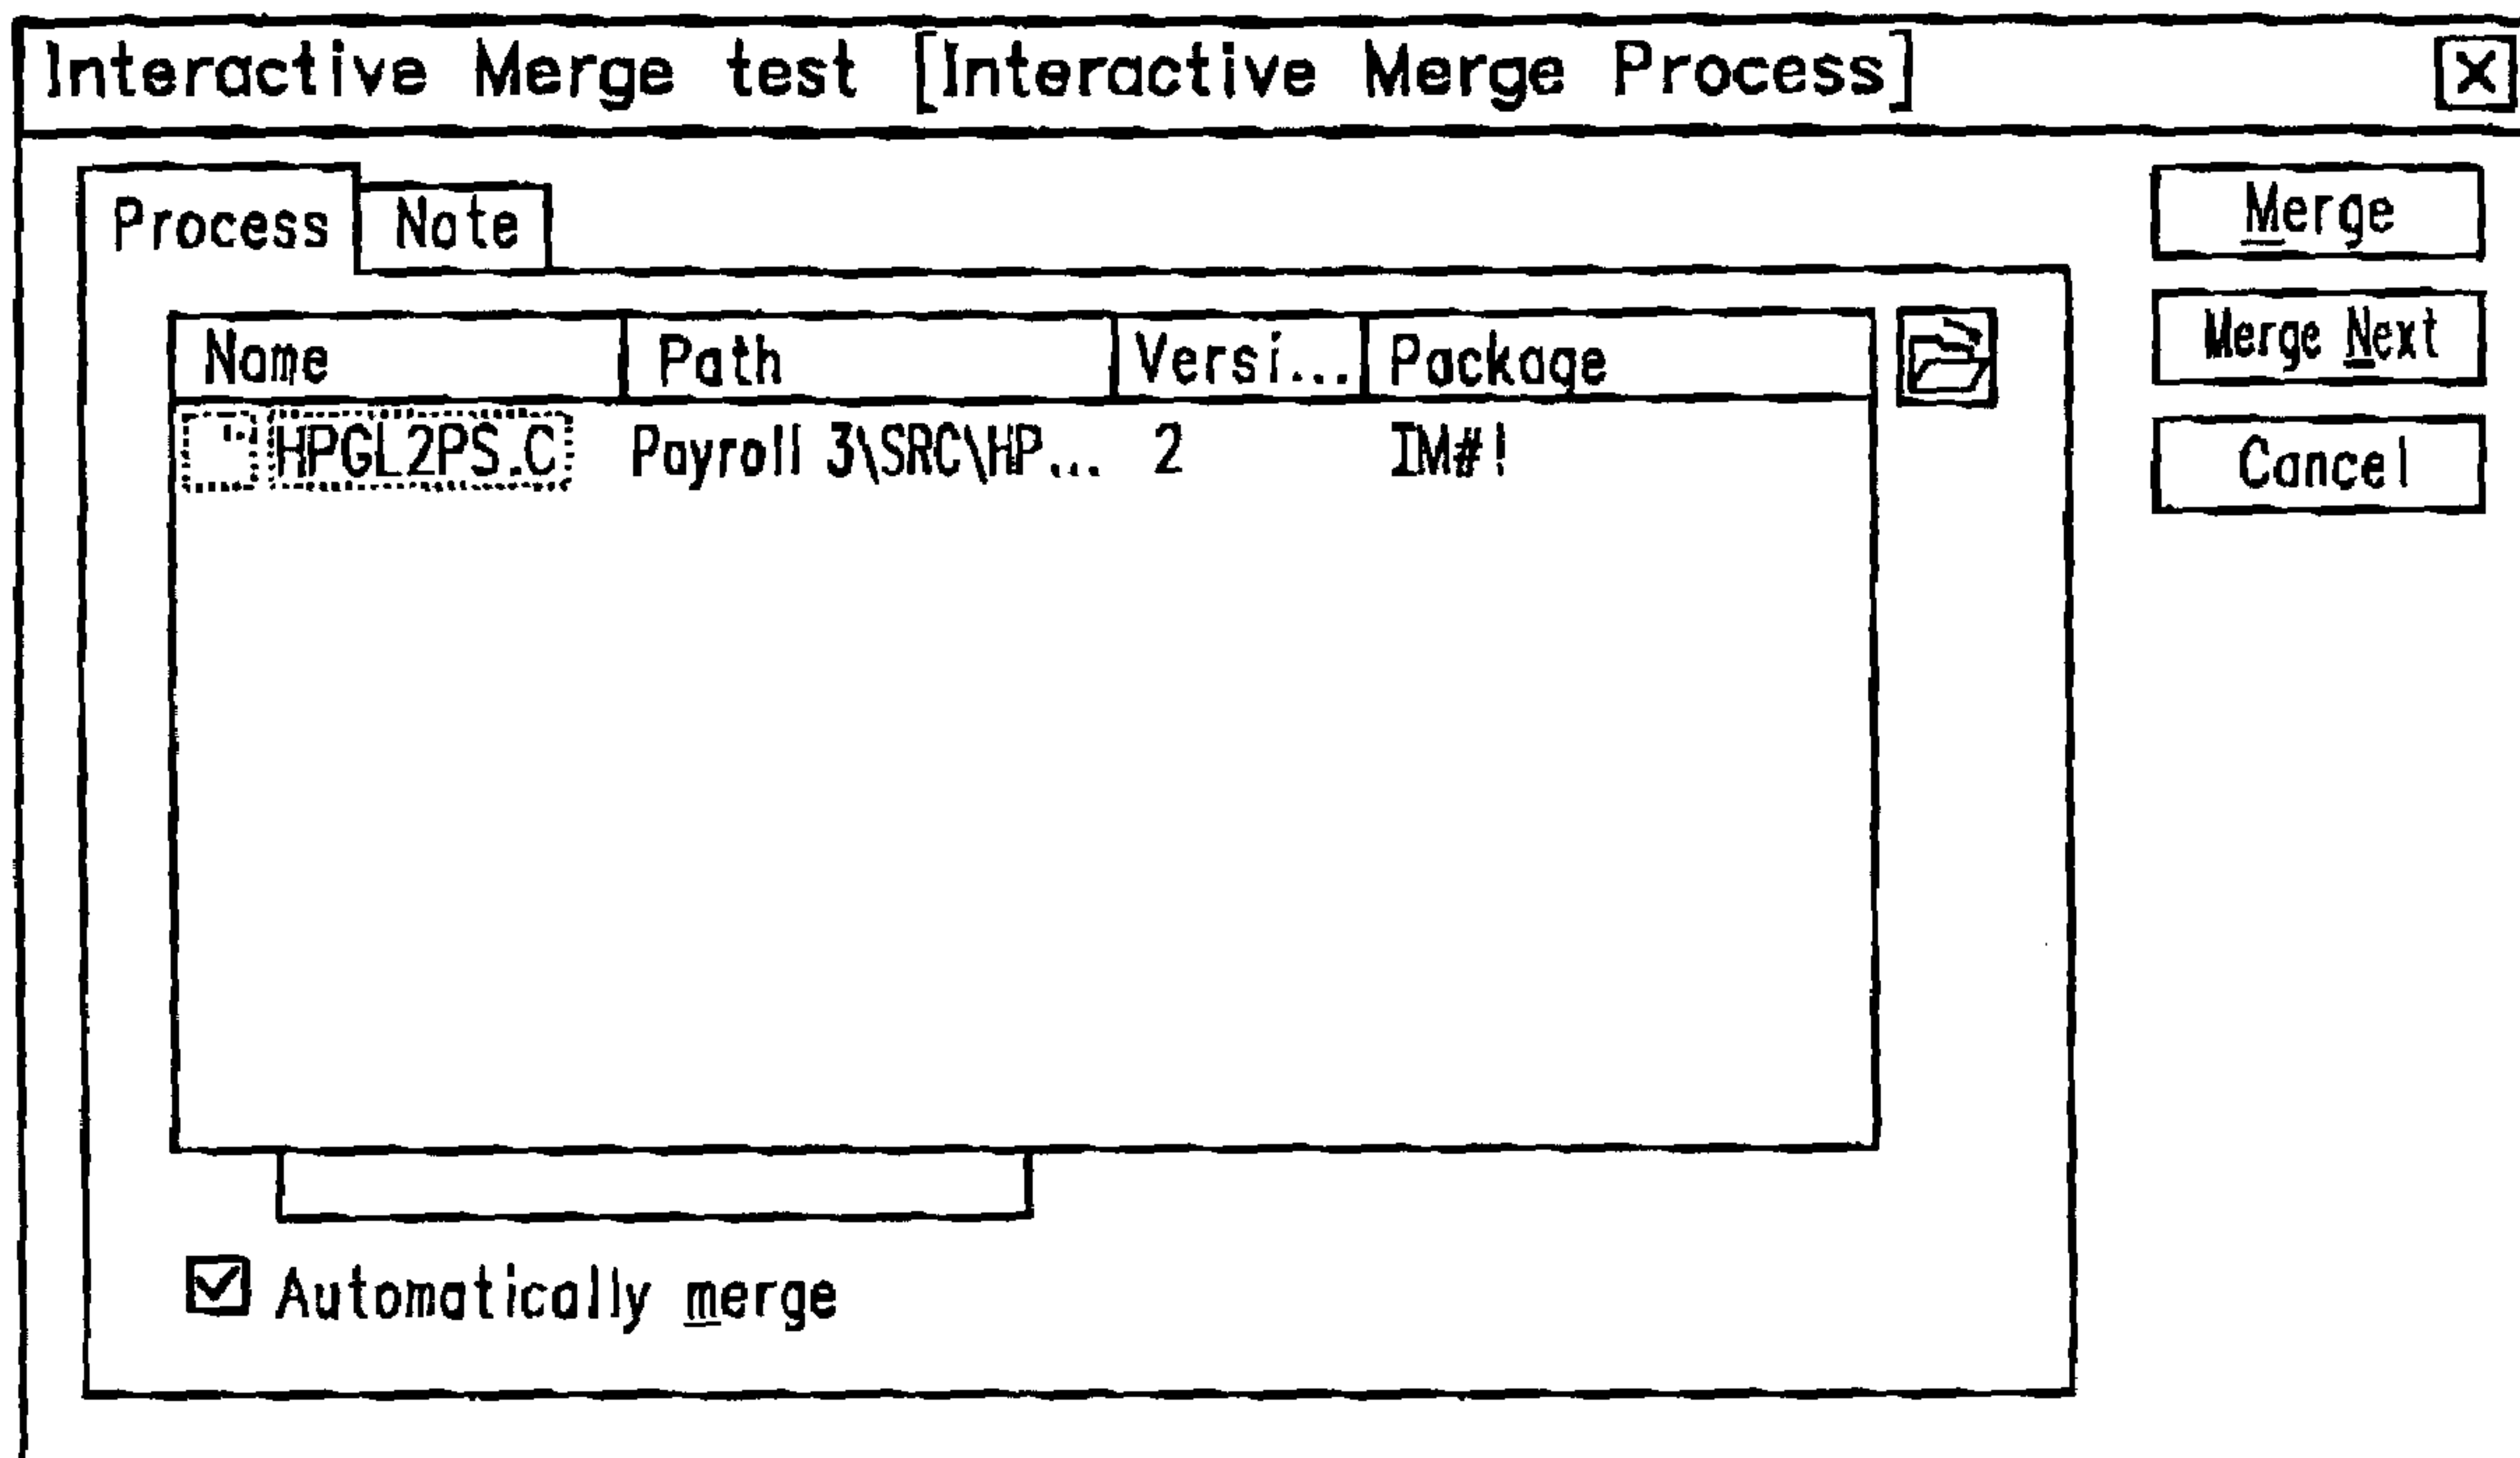 Interactive Merge test [Interactive Merge Process]
Process Note
Merge
Merge Next
Cancel
Name Path Versi... Package
HPGL2PS.C Payroll 3\SRC\HP... 2 IM#!
Automatically merge